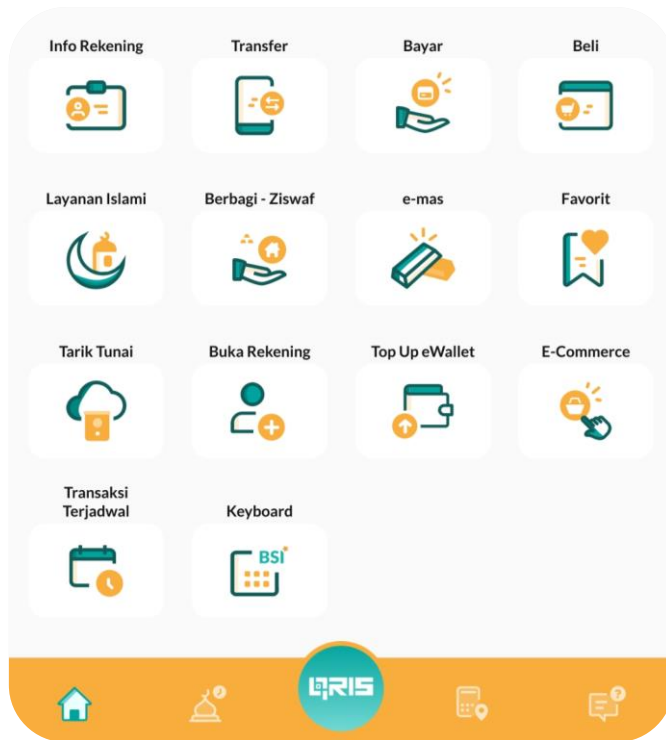 Info Rekening
Transfer
Bayar
Beli
Layanan Islami
Berbagi - Ziswaf
e-mas
Favorit
Tarik Tunai
Buka Rekening
Top Up eWallet
E-Commerce
Transaksi
Terjadwal
Keyboard
BSI
QRIS